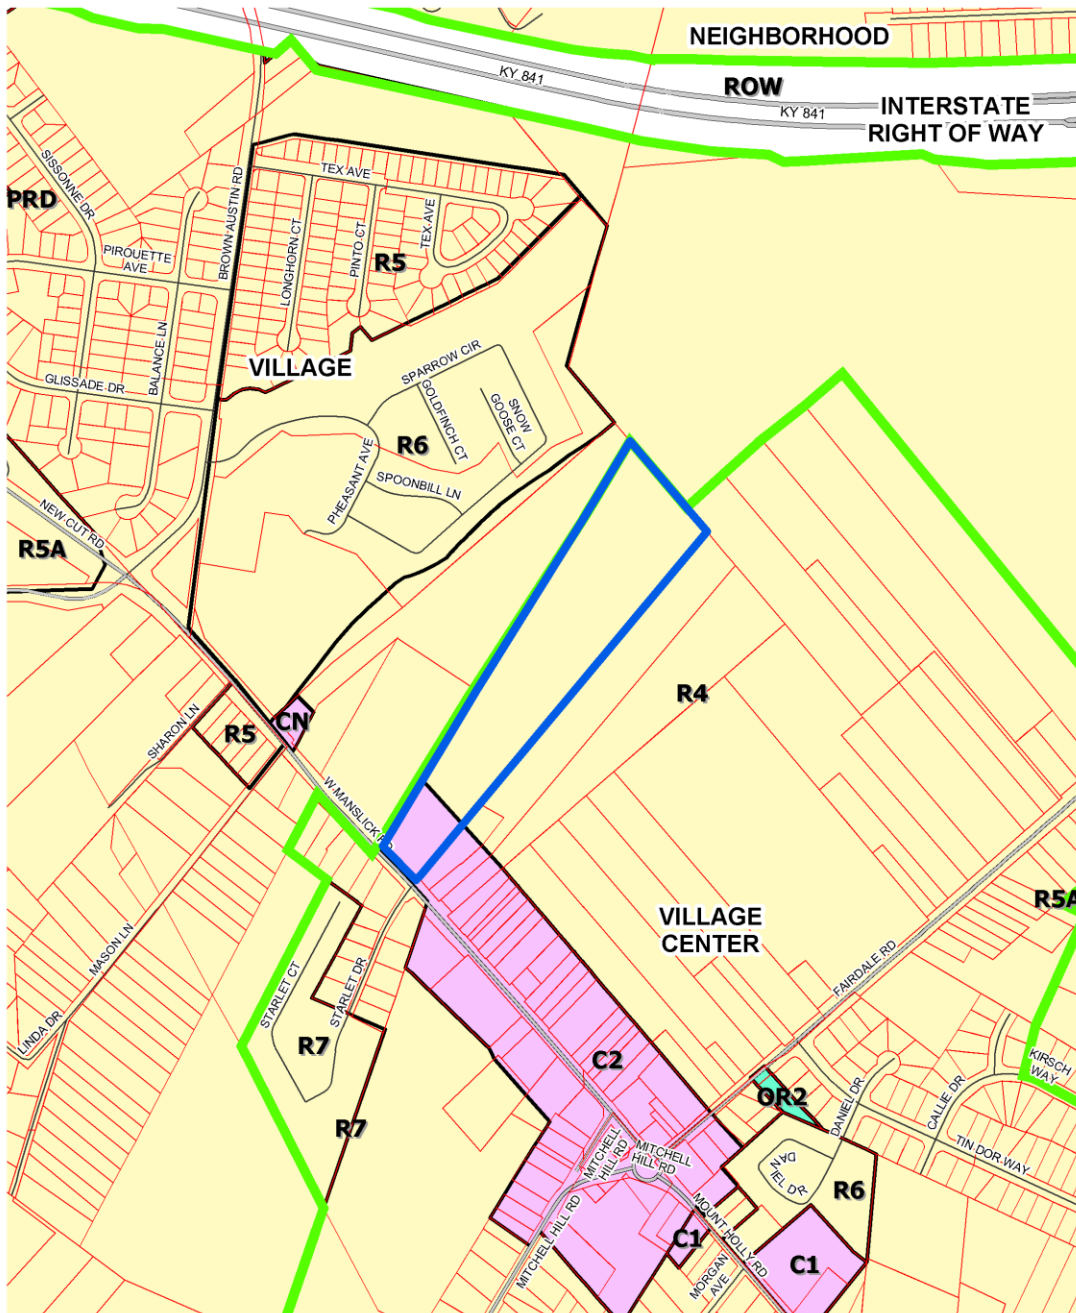 NEIGHBORHOOD
KY 841
ROW
KY 841
INTERSTATE
RIGHT OF WAY
SISSONNE DR
TEX AVE
PRD
BROWN AUSTIN RD
LONGHORN CT
PINTO CT
TEX AVE
R5
PIROUETTE
AVE
BALANCE LN
VILLAGE
SPARROW CIR
GLISSADE DR
GOLDFINCH CT
SNOW
GOOSE CT
R6
PHEASANT AVE
SPOONBILL LN
NEW CUT RD
R5A
R4
SHARON LN
R5
CN
W MANSLICK RD
R5A
VILLAGE
CENTER
MASON LN
FAIRDALE RD
STARLET CT
STARLET DR
LINDA DR
R7
C2
KIRSCH
WAY
OR2
DANIEL DR
CALLIE DR
R7
MITCHELL
HILL RD
MITCHELL
HILL RD
TIN DOR WAY
DAN
IEL DR
R6
MITCHELL HILL RD
MOUNT HOLLY RD
C1
C1
MORGAN
AVE